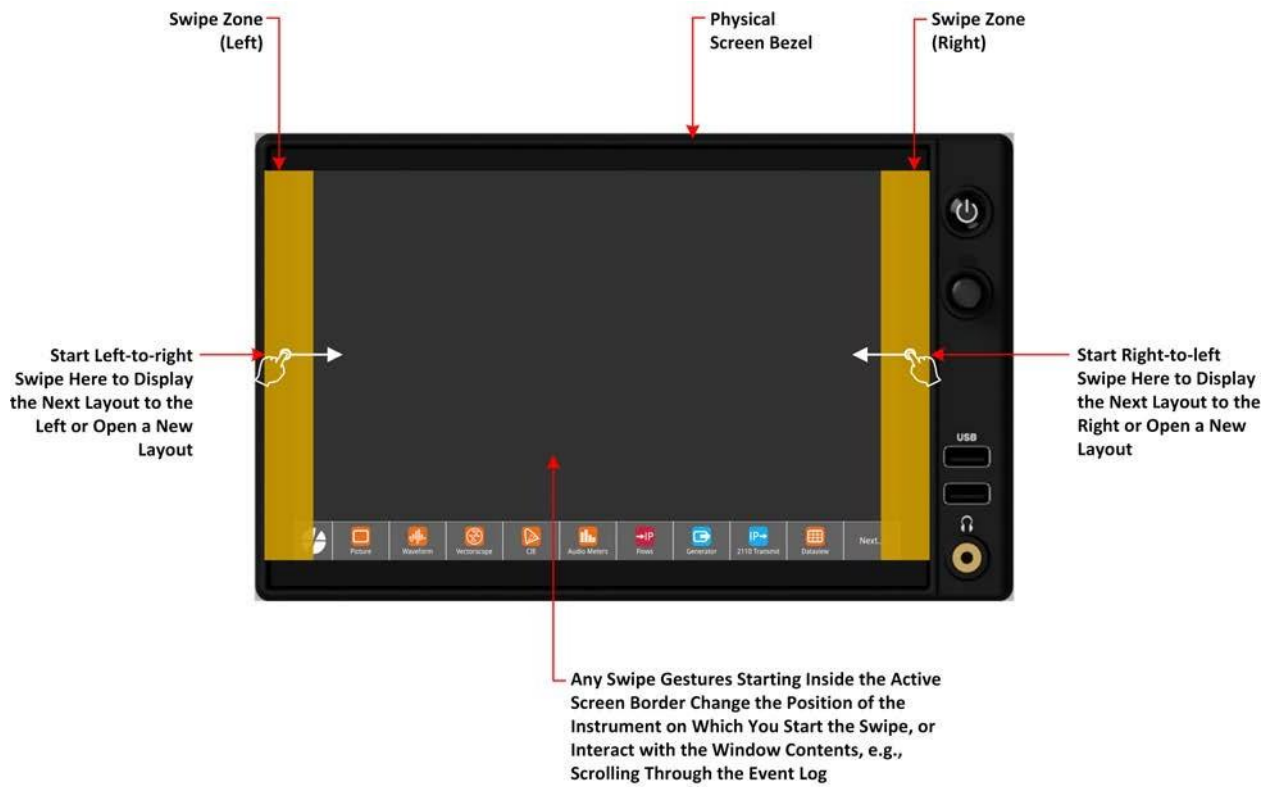 Swipe Zone
(Left)
Physical
Screen Bezel
Swipe Zone
(Right)
Start Left-to-right
Swipe Here to Display
the Next Layout to the
Left or Open a New
Layout
Start Right-to-left
Swipe Here to Display
the Next Layout to the
Right or Open a New
Layout
USB
→IP
IP→
Picture
Waveform
Vectorscope
CIE
Audio Meters
Flows
Generator
2110 Transmit
Dataview
Next...
Any Swipe Gestures Starting Inside the Active
Screen Border Change the Position of the
Instrument on Which You Start the Swipe, or
Interact with the Window Contents, e.g.,
Scrolling Through the Event Log